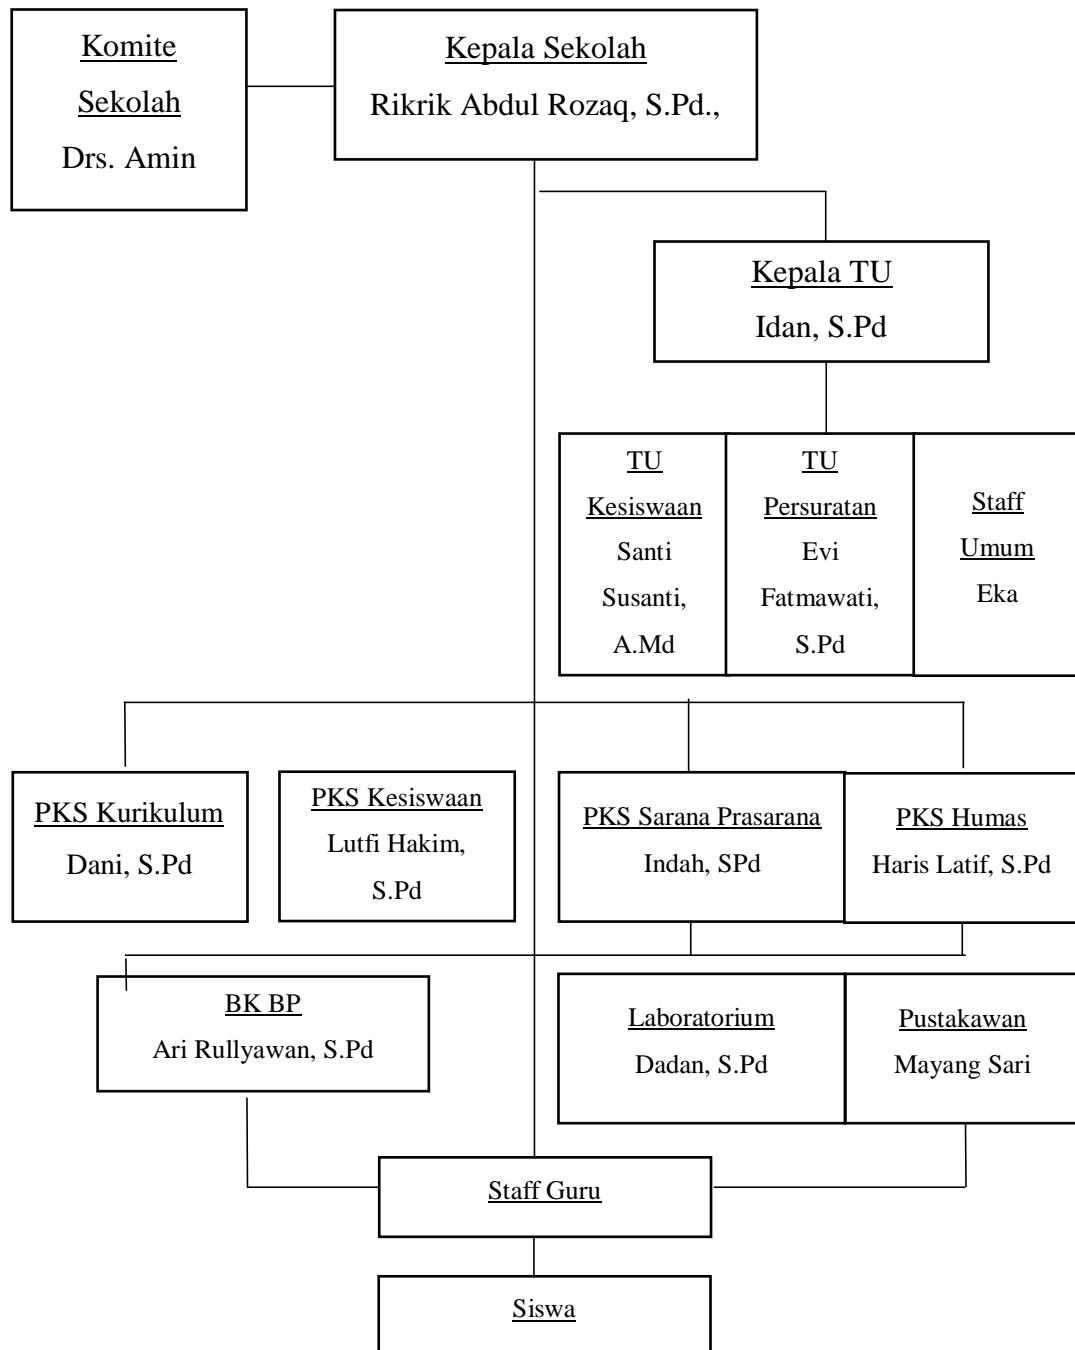 Komite
Sekolah
Drs. Amin
Kepala Sekolah
Rikrik Abdul Rozaq, S.Pd.,
Kepala TU
Idan, S.Pd
TU
Kesiswaan
Santi
Susanti,
A.Md
TU
Persuratan
Evi
Fatmawati,
S.Pd
Staff
Umum
Eka
PKS Kurikulum
Dani, S.Pd
PKS Kesiswaan
Lutfi Hakim,
S.Pd
PKS Sarana Prasarana
Indah, SPd
PKS Humas
Haris Latif, S.Pd
BK BP
Ari Rullyawan, S.Pd
Laboratorium
Dadan, S.Pd
Pustakawan
Mayang Sari
Staff Guru
Siswa